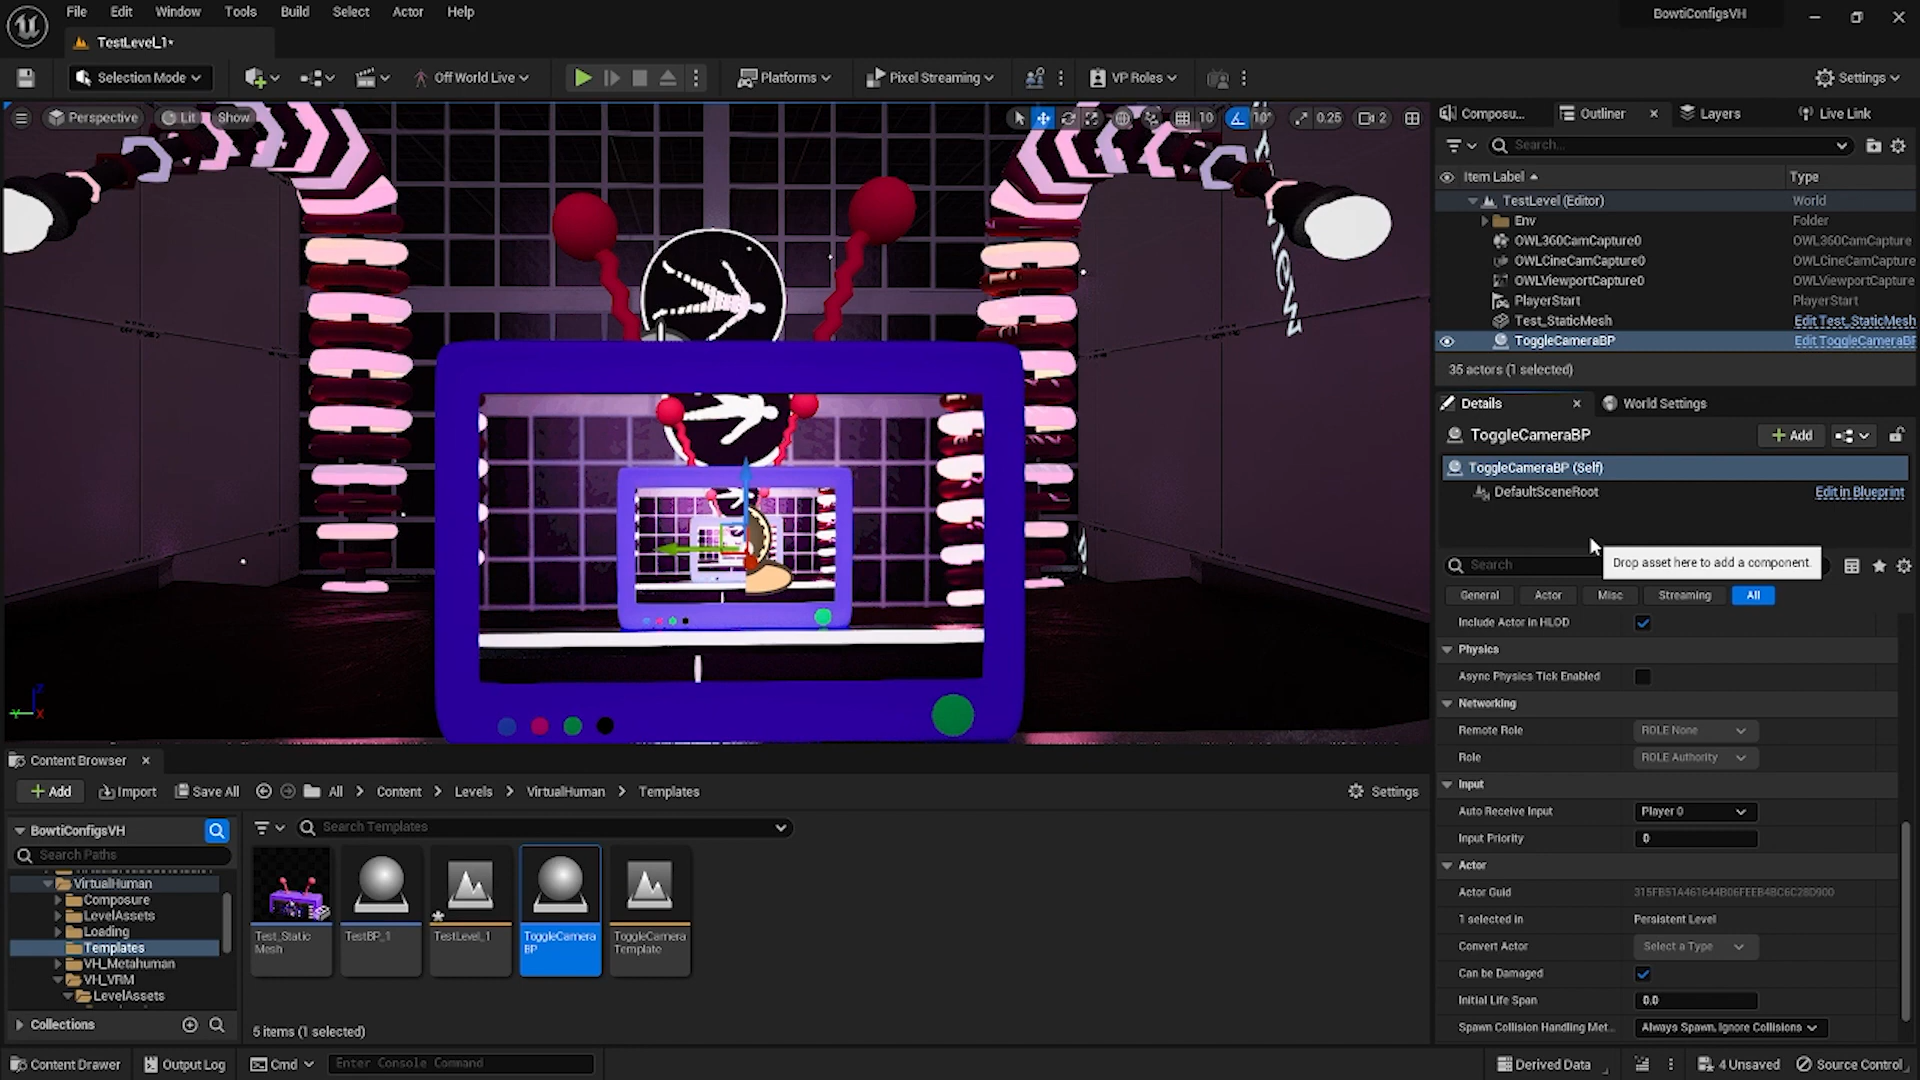 File Edit Window Tools Build Select Actor Help
BowtiConfigsVH
TestLevel_1*
Selection Mode
Off World Live
Platforms
Pixel Streaming
VP Roles
Settings
Perspective
Lit
Show
10
10°
0.25
2
Composu...
Outliner
Layers
Live Link
Search...
Item Label
Type
TestLevel (Editor)
World
Env
Folder
OWL360CamCapture0
OWL360CamCapture
OWLCineCamCapture0
OWLCineCamCapture
OWLViewportCapture0
OWLViewportCapture
PlayerStart
PlayerStart
Test_StaticMesh
Edit Test_StaticMesh
ToggleCameraBP
Edit ToggleCameraBP
35 actors (1 selected)
Details
World Settings
ToggleCameraBP
+ Add
ToggleCameraBP (Self)
DefaultSceneRoot
Edit in Blueprint
Search
Drop asset here to add a component.
General
Actor
Misc
Streaming
All
Include Actor in HLOD
Physics
Async Physics Tick Enabled
Networking
Remote Role
ROLE None
Role
ROLE Authority
Input
Auto Receive Input
Player 0
Input Priority
0
Actor
Actor Guid
315FB51A461644B06FEEB4BC6C28D900
1 selected in
Persistent Level
Convert Actor
Select a Type
Can be Damaged
Initial Life Span
0.0
Spawn Collision Handling Met...
Always Spawn, Ignore Collisions
Content Browser
+ Add
Import
Save All
All > Content > Levels > VirtualHuman > Templates
Settings
BowtiConfigsVH
Search Paths
VirtualHuman
Composure
LevelAssets
Loading
Templates
VH_Metahuman
VH_VRM
LevelAssets
Collections
Search Templates
Test_Static
Mesh
TestBP_1
TestLevel_1
ToggleCamera
BP
ToggleCamera
Template
5 items (1 selected)
Content Drawer
Output Log
Cmd
Enter Console Command
Derived Data
4 Unsaved
Source Control